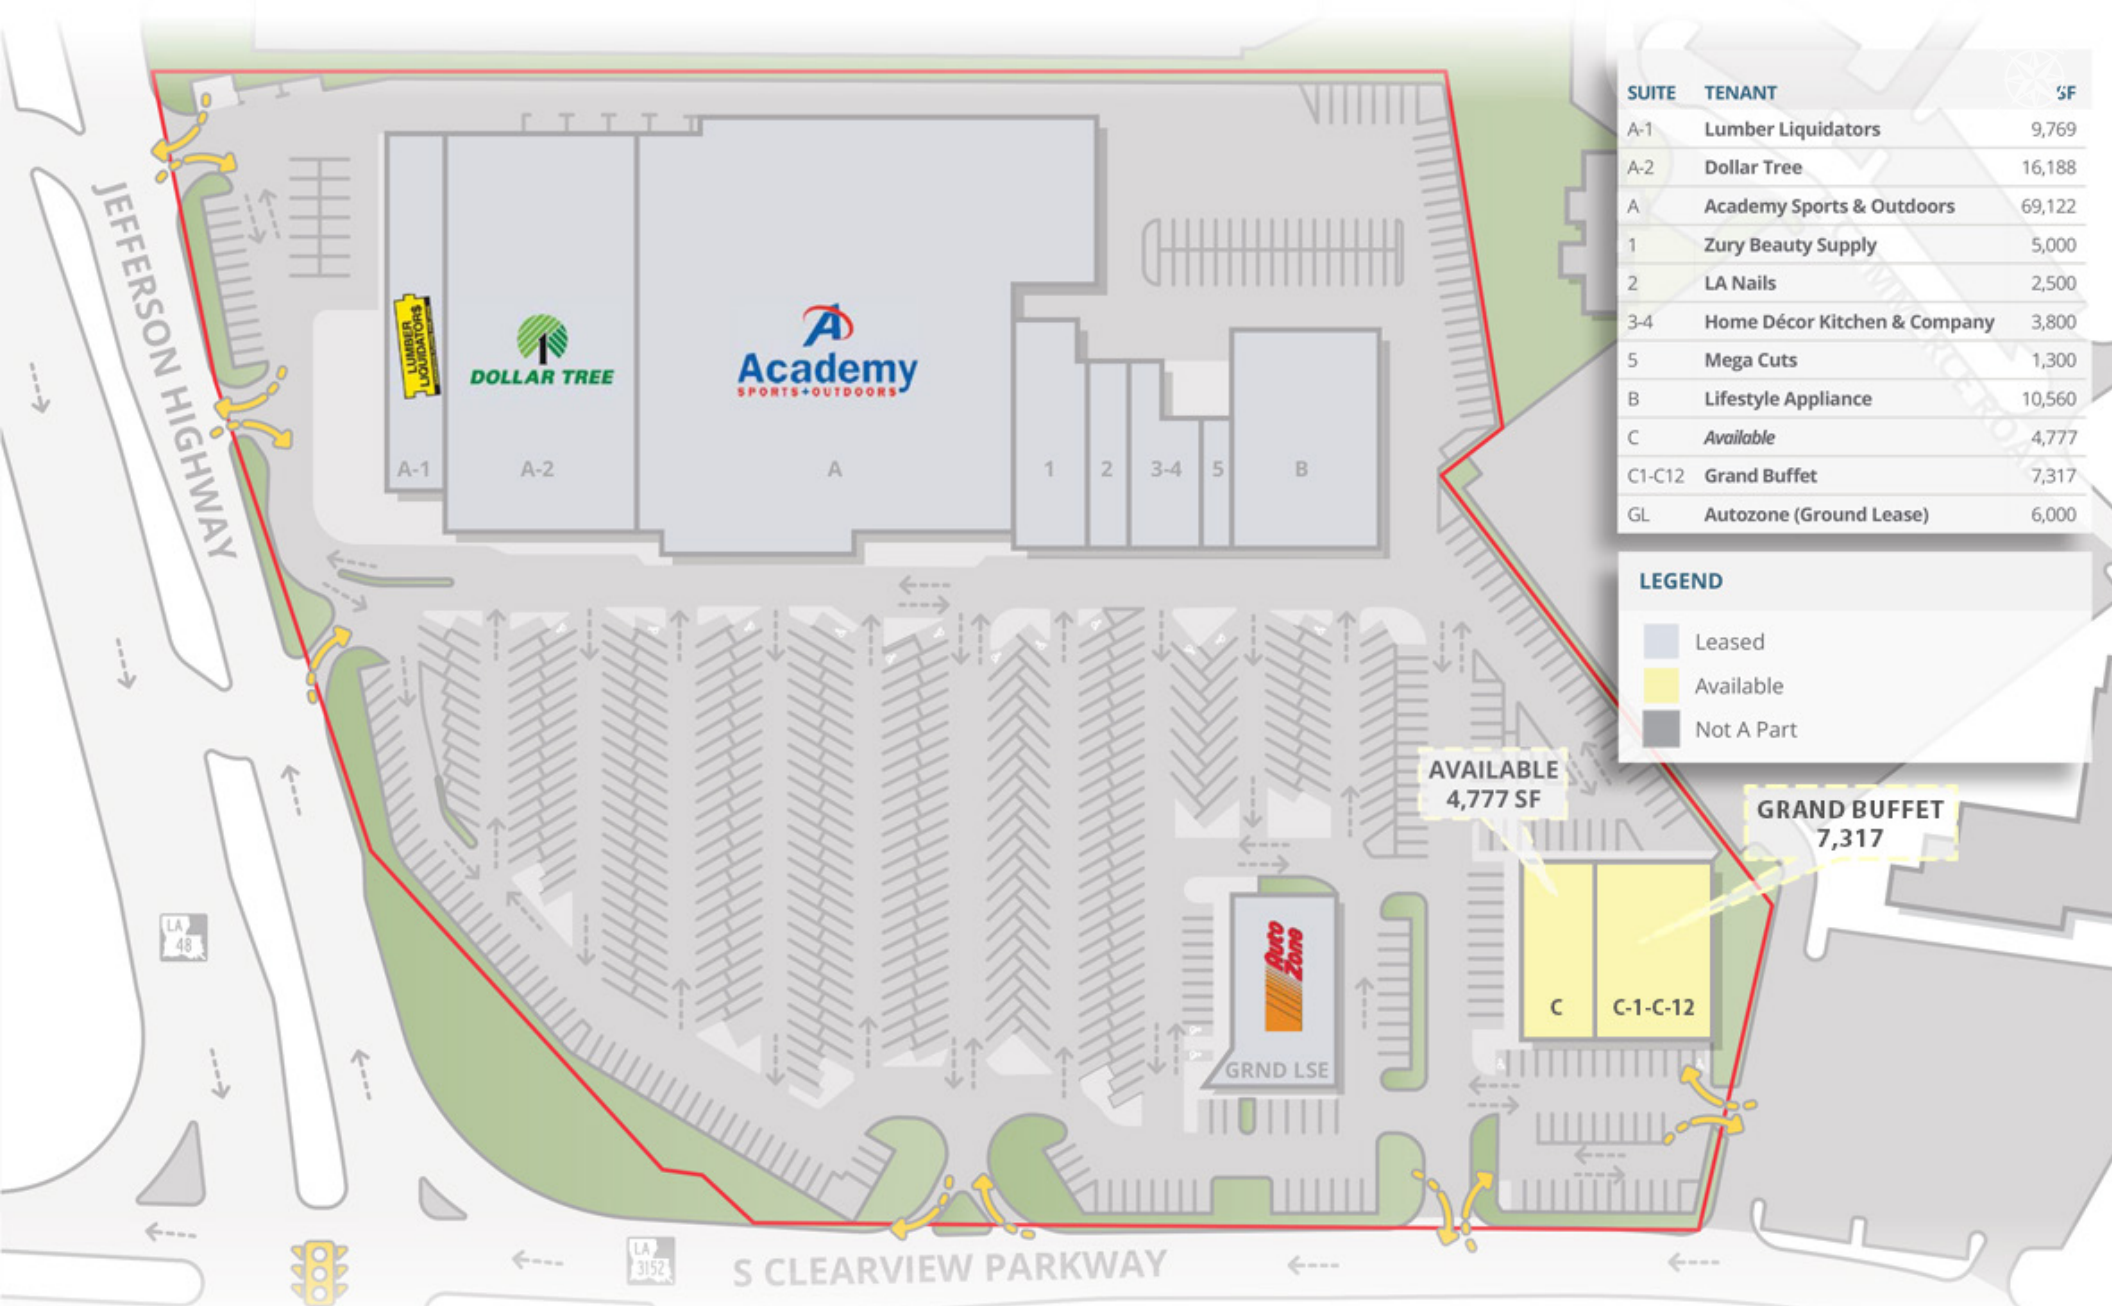 SUITE TENANT SF
A-1 Lumber Liquidators 9,769
A-2 Dollar Tree 16,188
A Academy Sports & Outdoors 69,122
1 Zury Beauty Supply 5,000
2 LA Nails 2,500
3-4 Home Décor Kitchen & Company 3,800
5 Mega Cuts 1,300
B Lifestyle Appliance 10,560
C Available 4,777
C1-C12 Grand Buffet 7,317
GL Autozone (Ground Lease) 6,000
COMMERCE ROAD
LEGEND
Leased
Available
Not A Part
JEFFERSON HIGHWAY
LUMBER
LIQUIDATORS
DOLLAR TREE
A
Academy
SPORTS+OUTDOORS
A-1
A-2
A
1
2
3-4
5
B
AVAILABLE
4,777 SF
GRAND BUFFET
7,317
LA
48
Auto
Zone
GRND LSE
C
C-1-C-12
LA
3152
S CLEARVIEW PARKWAY